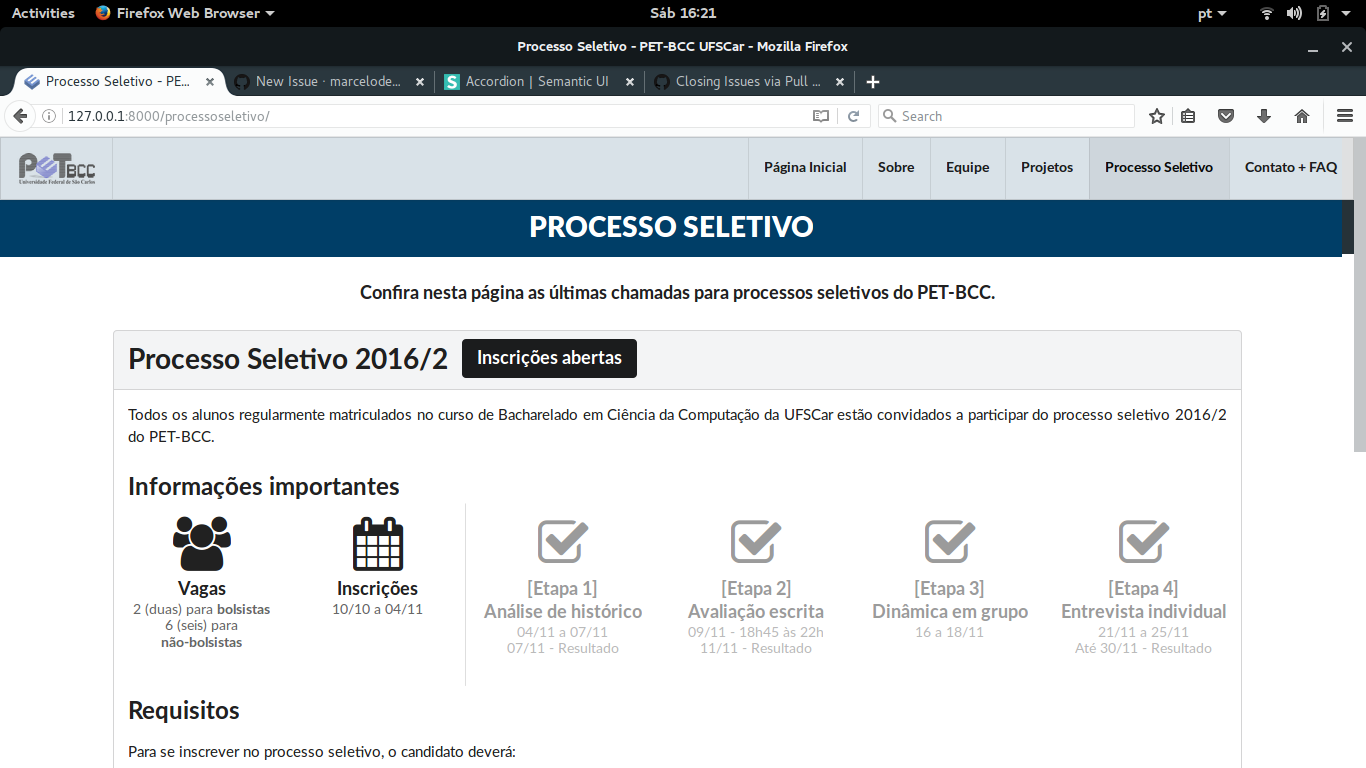 Activities Firefox Web Browser Sáb 16:21 pt
Processo Seletivo - PET-BCC UFSCar - Mozilla Firefox
Processo Seletivo - PE... New Issue · marcelode... Accordion | Semantic UI Closing Issues via Pull ...
127.0.0.1:8000/processoseletivo/ Search
PETBCC
Universidade Federal de São Carlos
Página Inicial Sobre Equipe Projetos Processo Seletivo Contato + FAQ
PROCESSO SELETIVO
Confira nesta página as últimas chamadas para processos seletivos do PET-BCC.
Processo Seletivo 2016/2 Inscrições abertas
Todos os alunos regularmente matriculados no curso de Bacharelado em Ciência da Computação da UFSCar estão convidados a participar do processo seletivo 2016/2
do PET-BCC.
Informações importantes
Vagas
2 (duas) para bolsistas
6 (seis) para
não-bolsistas
Inscrições
10/10 a 04/11
[Etapa 1]
Análise de histórico
04/11 a 07/11
07/11 - Resultado
[Etapa 2]
Avaliação escrita
09/11 - 18h45 às 22h
11/11 - Resultado
[Etapa 3]
Dinâmica em grupo
16 a 18/11
[Etapa 4]
Entrevista individual
21/11 a 25/11
Até 30/11 - Resultado
Requisitos
Para se inscrever no processo seletivo, o candidato deverá: